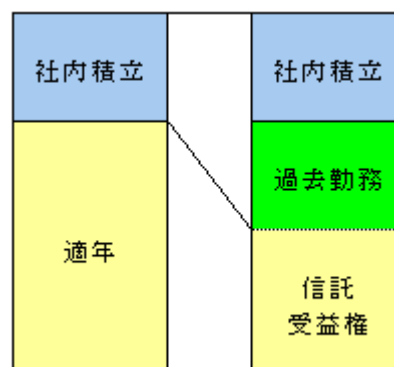 社内積立
適年
社内積立
過去勤務
信託
受益権